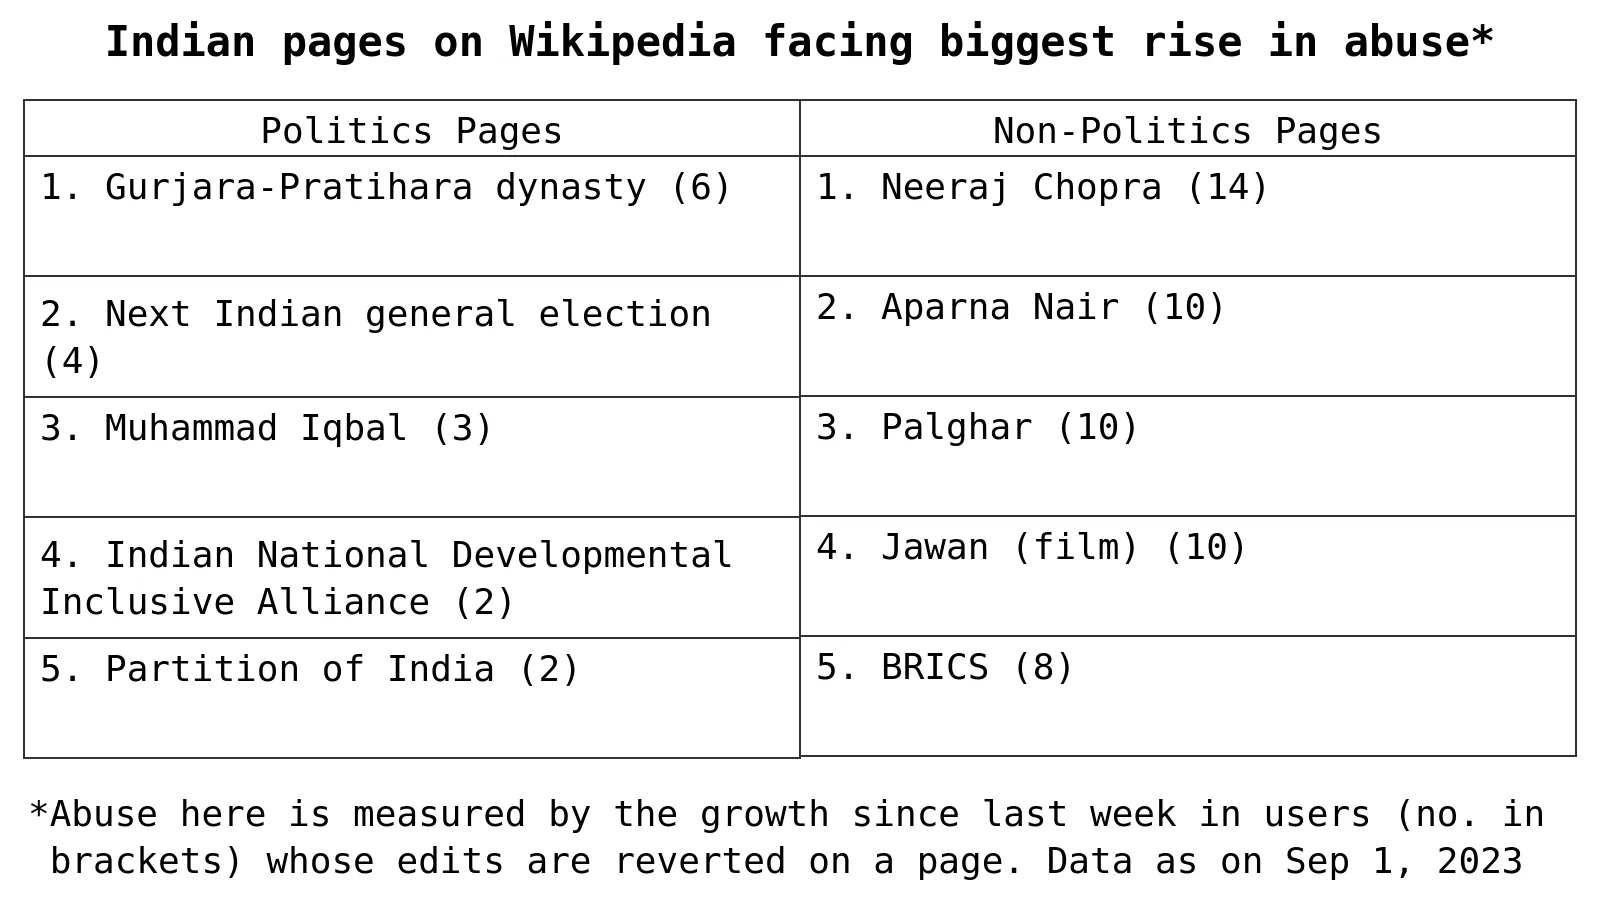 Indian pages on Wikipedia facing biggest rise in abuse*
Politics Pages
Non-Politics Pages
1. Gurjara-Pratihara dynasty (6)
1. Neeraj Chopra (14)
2. Next Indian general election
(4)
2. Aparna Nair (10)
3. Muhammad Iqbal (3)
3. Palghar (10)
4. Indian National Developmental
Inclusive Alliance (2)
4. Jawan (film) (10)
5. Partition of India (2)
5. BRICS (8)
*Abuse here is measured by the growth since last week in users (no. in
brackets) whose edits are reverted on a page. Data as on Sep 1, 2023